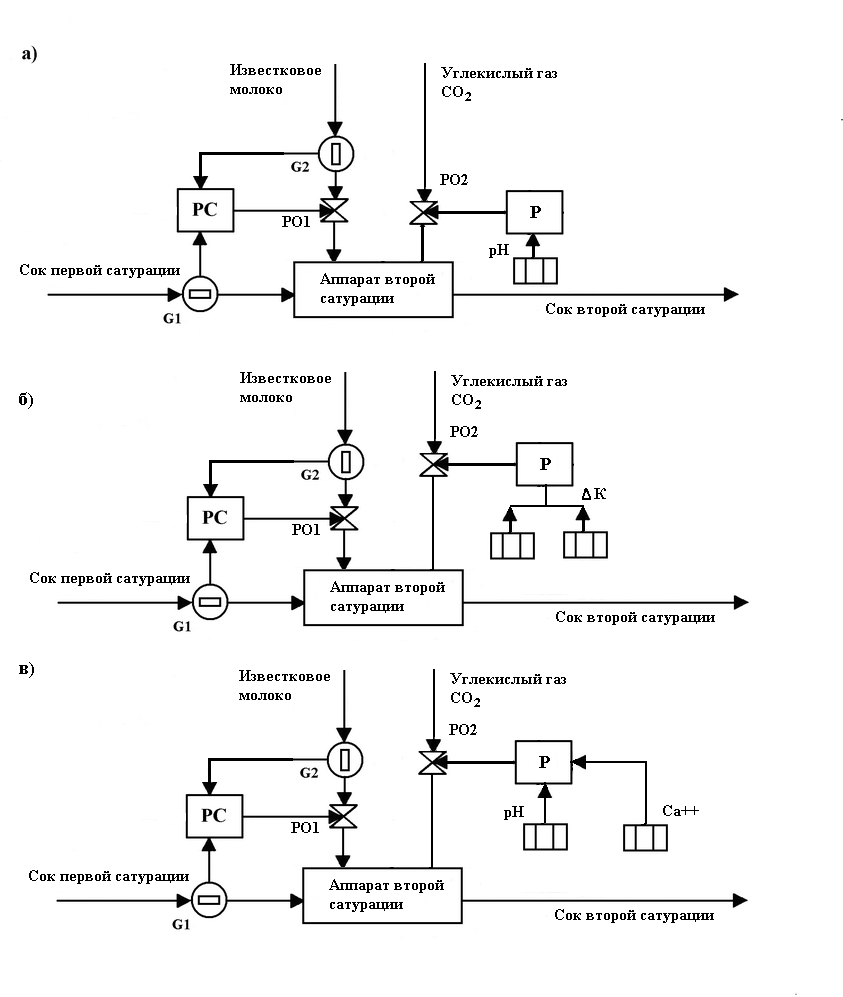 а)
Известковое
молоко
Углекислый газ
CO2
G2
PO2
PC
PO1
P
pH
Сок первой сатурации
Аппарат второй
сатурации
G1
Сок второй сатурации
б)
Известковое
молоко
Углекислый газ
CO2
PO2
G2
P
Δ K
PC
PO1
Сок первой сатурации
Аппарат второй
сатурации
G1
Сок второй сатурации
в)
Известковое
молоко
Углекислый газ
CO2
PO2
G2
P
PC
PO1
pH
Ca++
Сок первой сатурации
Аппарат второй
сатурации
G1
Сок второй сатурации